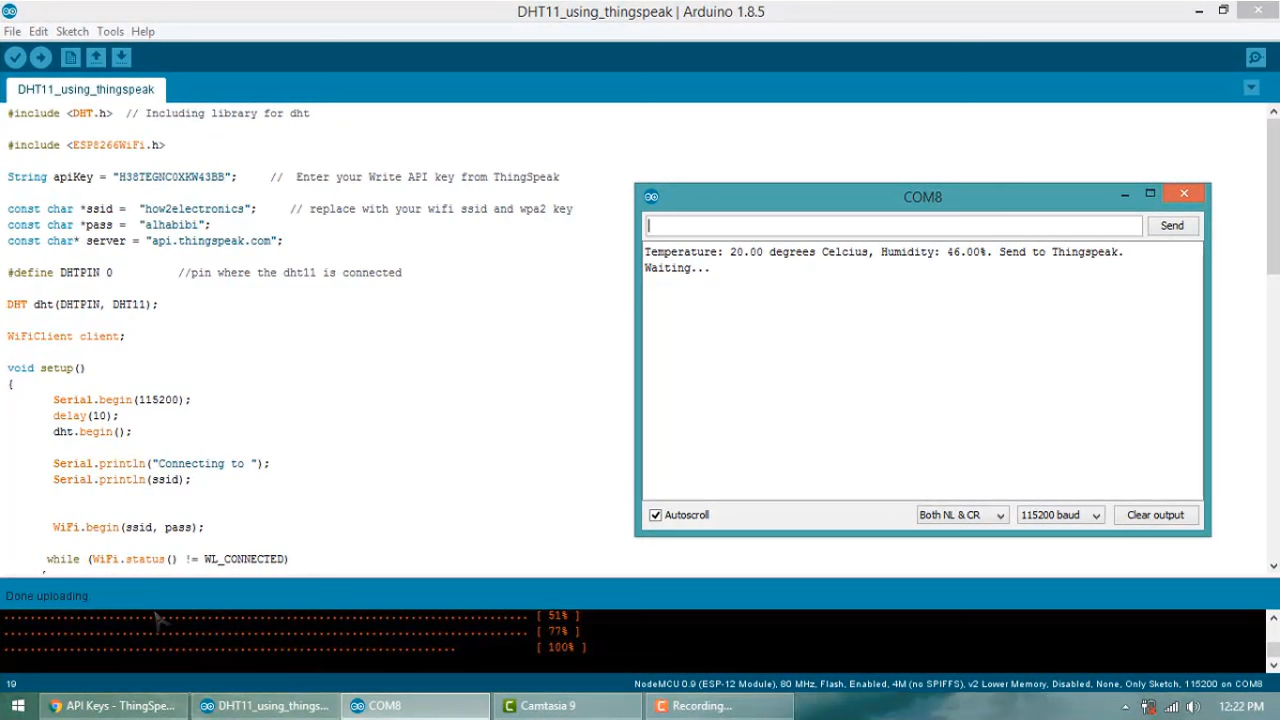 DHT11_using_thingspeak | Arduino 1.8.5
File Edit Sketch Tools Help
DHT11_using_thingspeak
#include <DHT.h>  // Including library for dht
#include <ESP8266WiFi.h>
String apiKey = "H38TEGNC0XKW43BB";     //  Enter your Write API key from ThingSpeak
const char *ssid =  "how2electronics";     // replace with your wifi ssid and wpa2 key
const char *pass =  "alhabibi";
const char* server = "api.thingspeak.com";
#define DHTPIN 0          //pin where the dht11 is connected
DHT dht(DHTPIN, DHT11);
WiFiClient client;
void setup()
{
Serial.begin(115200);
delay(10);
dht.begin();
Serial.println("Connecting to ");
Serial.println(ssid);
WiFi.begin(ssid, pass);
while (WiFi.status() != WL_CONNECTED)
COM8
Send
Temperature: 20.00 degrees Celcius, Humidity: 46.00%. Send to Thingspeak.
Waiting...
Autoscroll
Both NL & CR
115200 baud
Clear output
Done uploading.
................................................................................ [ 51% ]
................................................................................ [ 77% ]
..................................................................... [ 100% ]
19
NodeMCU 0.9 (ESP-12 Module), 80 MHz, Flash, Enabled, 4M (no SPIFFS), v2 Lower Memory, Disabled, None, Only Sketch, 115200 on COM8
API Keys - ThingSpe...
DHT11_using_things...
COM8
Camtasia 9
Recording...
12:22 PM